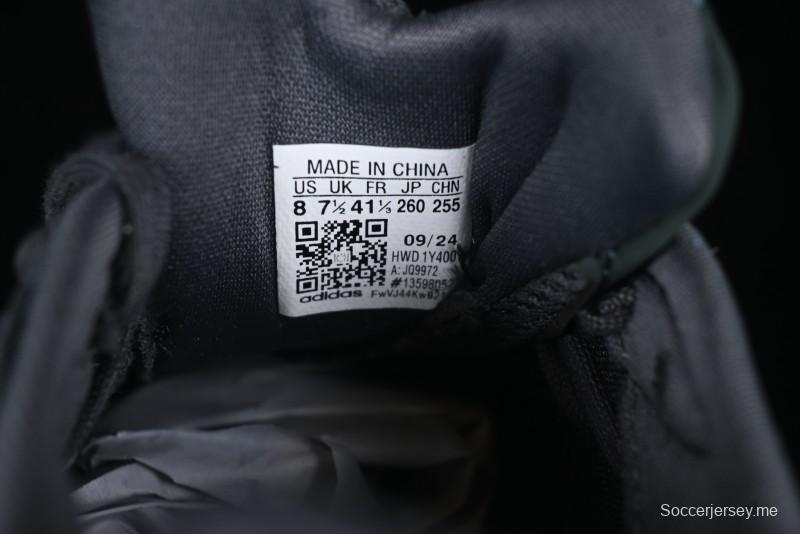 MADE IN CHINA
US UK FR JP CHN
8 7½ 41⅓ 260 255
09/24
HWD 1Y400
A: JQ9972
adidas
Soccerjersey.me